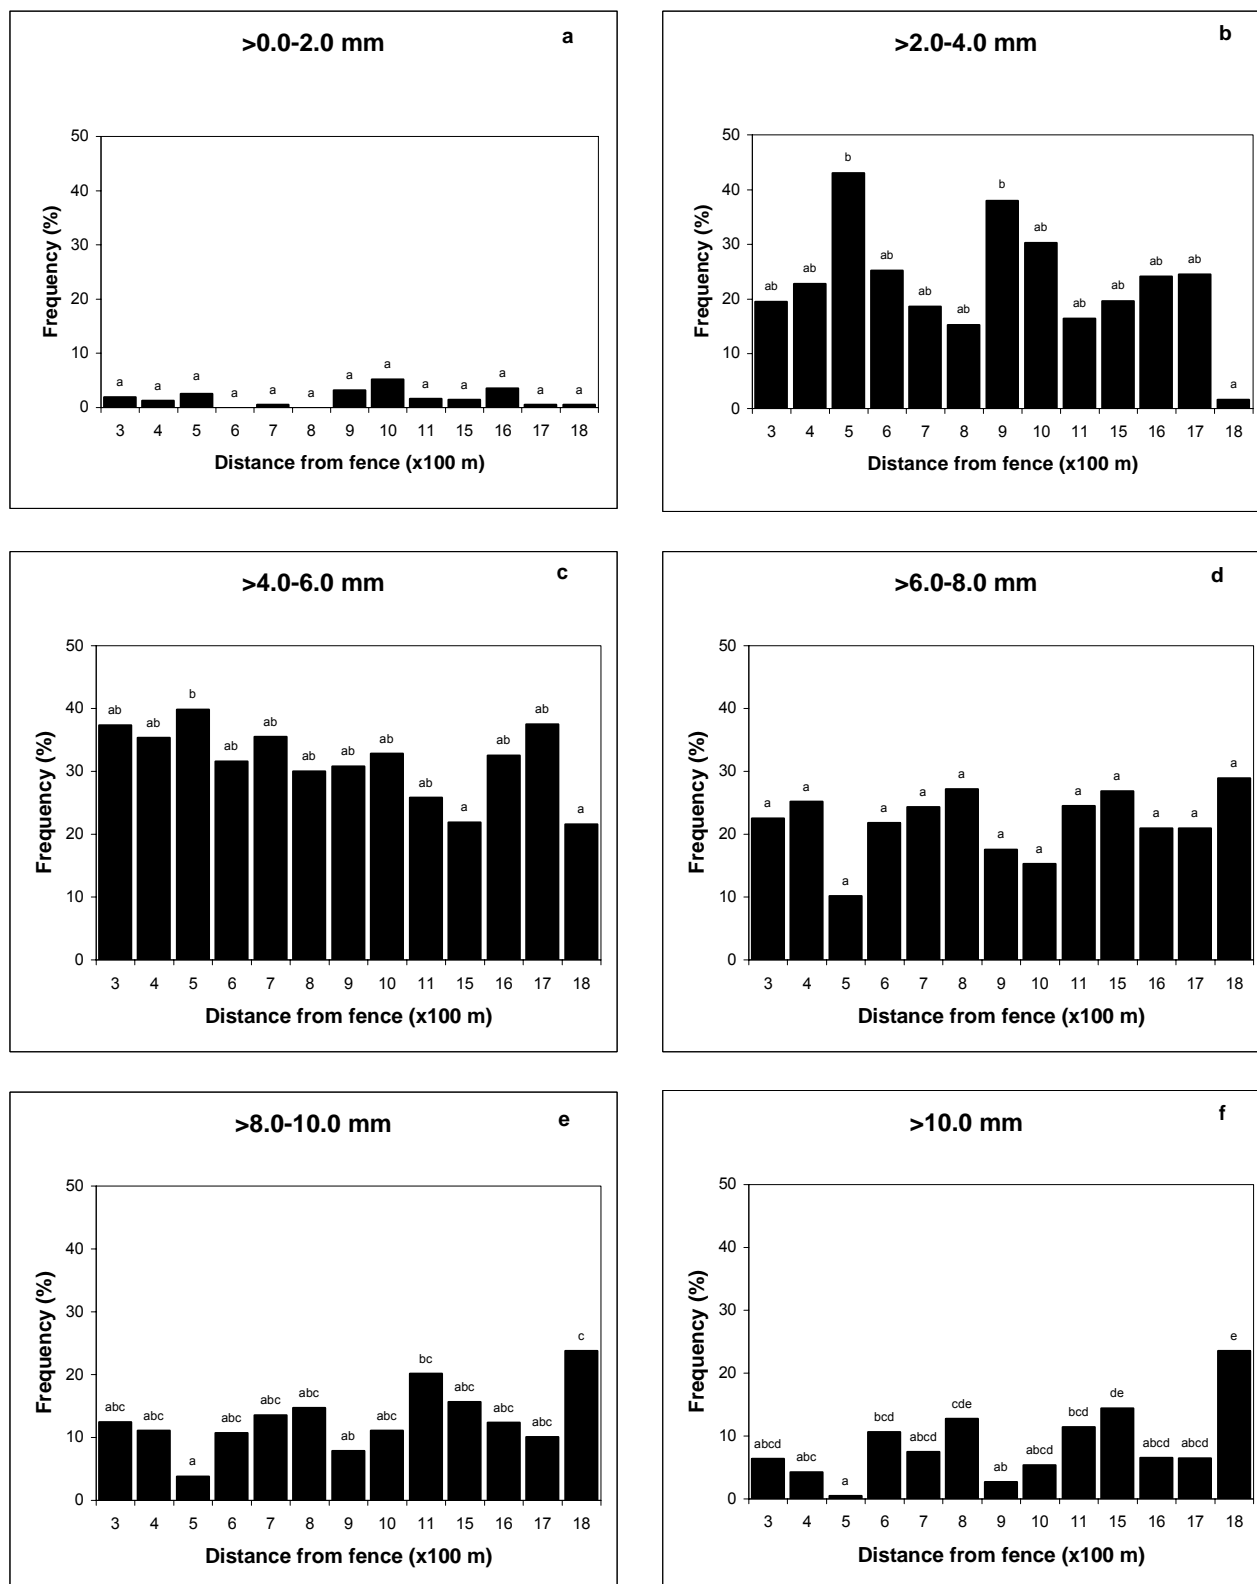 >0.0-2.0 mm a
50
40
30
20
10
0
Frequency (%)
a a a a a a a a a a a a a
3 4 5 6 7 8 9 10 11 15 16 17 18
Distance from fence (x100 m)
>2.0-4.0 mm b
50
40
30
20
10
0
Frequency (%)
ab ab b ab ab ab b ab ab ab ab ab a
3 4 5 6 7 8 9 10 11 15 16 17 18
Distance from fence (x100 m)
>4.0-6.0 mm c
50
40
30
20
10
0
Frequency (%)
ab ab b ab ab ab ab ab ab a ab ab a
3 4 5 6 7 8 9 10 11 15 16 17 18
Distance from fence (x100 m)
>6.0-8.0 mm d
50
40
30
20
10
0
Frequency (%)
a a a a a a a a a a a a a
3 4 5 6 7 8 9 10 11 15 16 17 18
Distance from fence (x100 m)
>8.0-10.0 mm e
50
40
30
20
10
0
Frequency (%)
abc abc a abc abc abc ab abc bc abc abc abc c
3 4 5 6 7 8 9 10 11 15 16 17 18
Distance from fence (x100 m)
>10.0 mm f
50
40
30
20
10
0
Frequency (%)
abcd abc a bcd abcd cde ab abcd bcd de abcd abcd e
3 4 5 6 7 8 9 10 11 15 16 17 18
Distance from fence (x100 m)